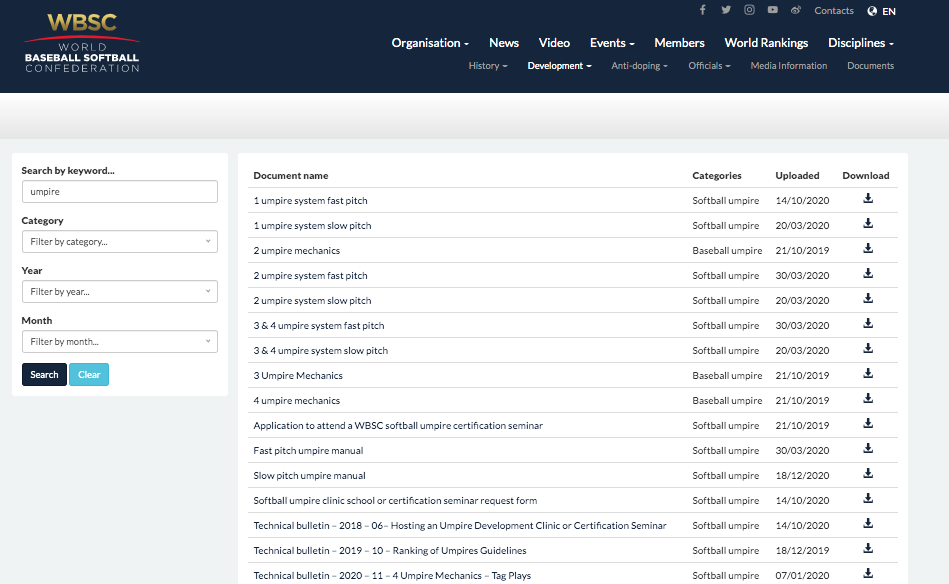 WBSC
WORLD
BASEBALL SOFTBALL
CONFEDERATION
Contacts EN
Organisation News Video Events Members World Rankings Disciplines
History Development Anti-doping Officials Media Information Documents
Search by keyword...
umpire
Category
Filter by category...
Year
Filter by year...
Month
Filter by month...
Search Clear
Document name Categories Uploaded Download
1 umpire system fast pitch Softball umpire 14/10/2020
1 umpire system slow pitch Softball umpire 20/03/2020
2 umpire mechanics Baseball umpire 21/10/2019
2 umpire system fast pitch Softball umpire 30/03/2020
2 umpire system slow pitch Softball umpire 20/03/2020
3 & 4 umpire system fast pitch Softball umpire 30/03/2020
3 & 4 umpire system slow pitch Softball umpire 20/03/2020
3 Umpire Mechanics Baseball umpire 21/10/2019
4 umpire mechanics Baseball umpire 21/10/2019
Application to attend a WBSC softball umpire certification seminar Softball umpire 21/10/2019
Fast pitch umpire manual Softball umpire 30/03/2020
Slow pitch umpire manual Softball umpire 18/12/2020
Softball umpire clinic school or certification seminar request form Softball umpire 14/10/2020
Technical bulletin – 2018 – 06– Hosting an Umpire Development Clinic or Certification Seminar Softball umpire 14/10/2020
Technical bulletin – 2019 – 10 – Ranking of Umpires Guidelines Softball umpire 18/12/2019
Technical bulletin – 2020 – 11 – 4 Umpire Mechanics – Tag Plays Softball umpire 07/01/2020